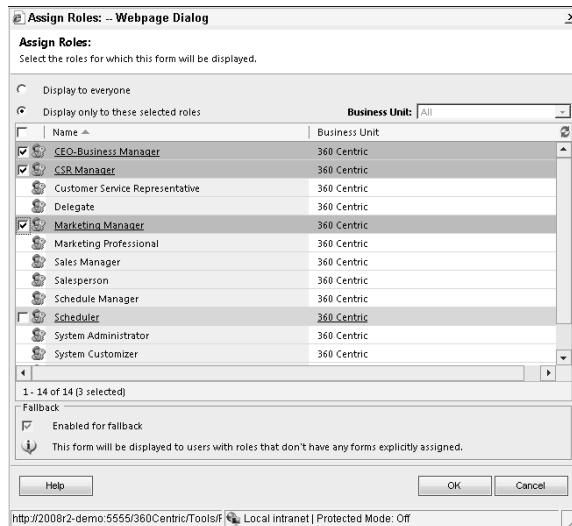 Assign Roles: -- Webpage Dialog
Assign Roles:
Select the roles for which this form will be displayed.
Display to everyone
Display only to these selected roles Business Unit: All
Name Business Unit
CEO-Business Manager 360 Centric
CSR Manager 360 Centric
Customer Service Representative 360 Centric
Delegate 360 Centric
Marketing Manager 360 Centric
Marketing Professional 360 Centric
Sales Manager 360 Centric
Salesperson 360 Centric
Schedule Manager 360 Centric
Scheduler 360 Centric
System Administrator 360 Centric
System Customizer 360 Centric
1 - 14 of 14 (3 selected)
Fallback
Enabled for fallback
This form will be displayed to users with roles that don't have any forms explicitly assigned.
Help OK Cancel
http://2008r2-demo:5555/360Centric/Tools/F Local intranet | Protected Mode: Off